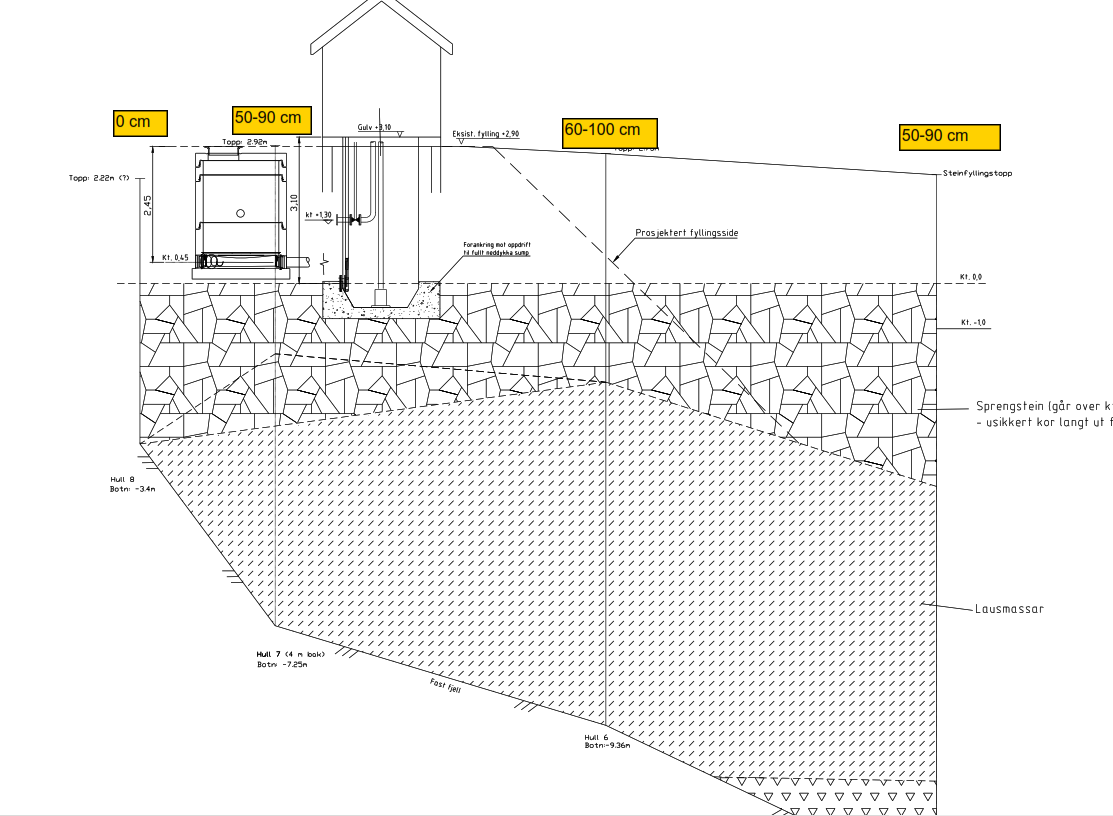 0 cm
50-90 cm
60-100 cm
50-90 cm
Gulv +3,10
Eksist. fylling +2,90
Topp: 2.92m
Topp: 2.22m (?)
Steinfyllingstopp
2,45
3,10
kt +1,30
Prosjektert fyllingsside
Forankring mot oppdrift
til fullt neddykka sump
Kt. 0,45
Kt. 0,0
Kt. -1,0
Sprengstein (går over k
- usikkert kor langt ut f
Hull 8
Botn: -3.4m
Lausmassar
Hull 7 (4 m bak)
Botn: -7.25m
Fast fjell
Hull 6
Botn:-9.36m